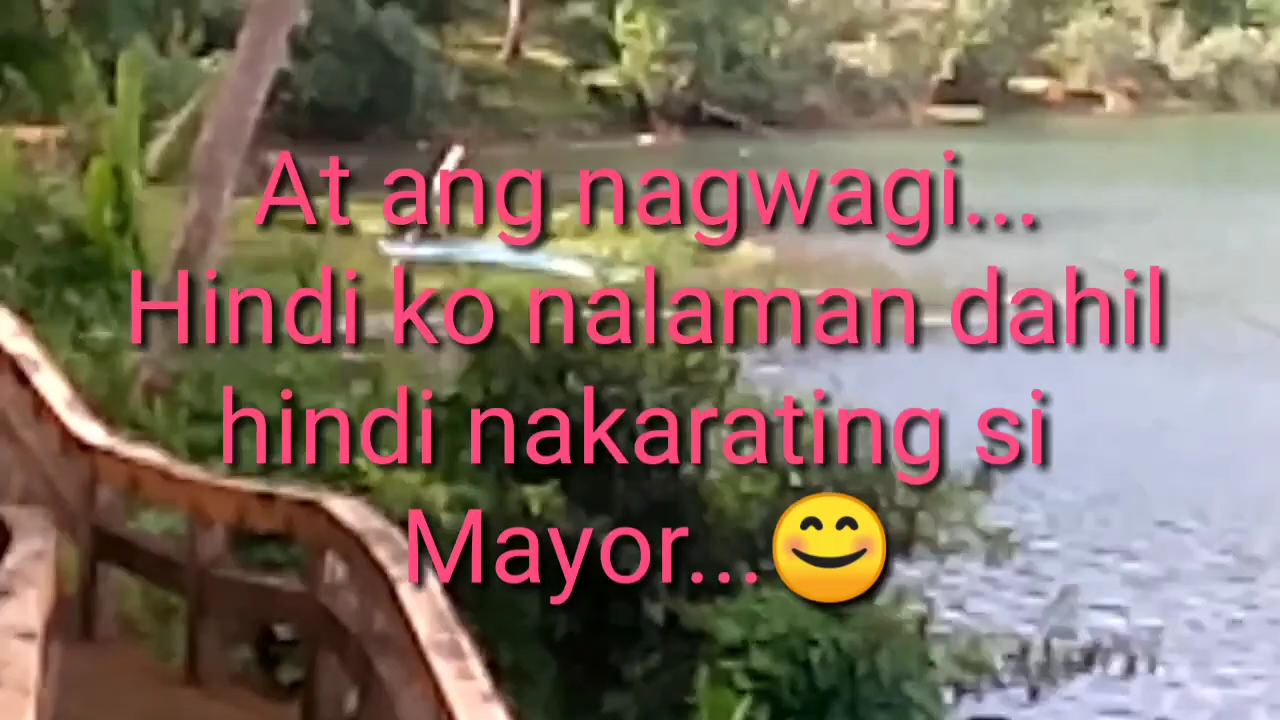 At ang nagwagi...
Hindi ko nalaman dahil
hindi nakarating si
Mayor...😊